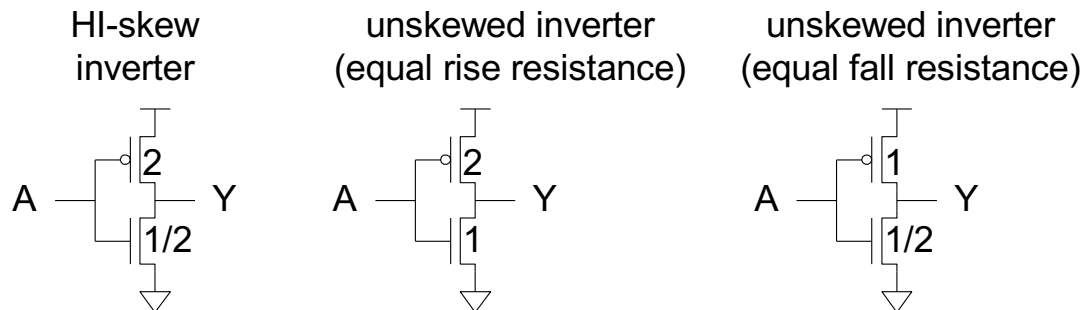 HI-skew
inverter
unskewed inverter
(equal rise resistance)
unskewed inverter
(equal fall resistance)
2
A
Y
1/2
2
A
Y
1
1
A
Y
1/2